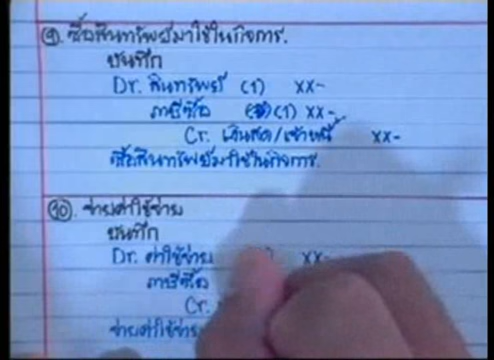 ⑨. ซื้อสินทรัพย์มาใช้ในกิจการ.
บันทึก
Dr. สินทรัพย์ (1) xx-
ภาษีซื้อ (1) xx-
Cr. เงินสด/เจ้าหนี้ xx-
ซื้อสินทรัพย์มาใช้ในกิจการ.
⑩. จ่ายค่าใช้จ่าย
บันทึก
Dr. ค่าใช้จ่าย xx-
ภาษีซื้อ
Cr.
จ่ายค่าใช้จ่าย